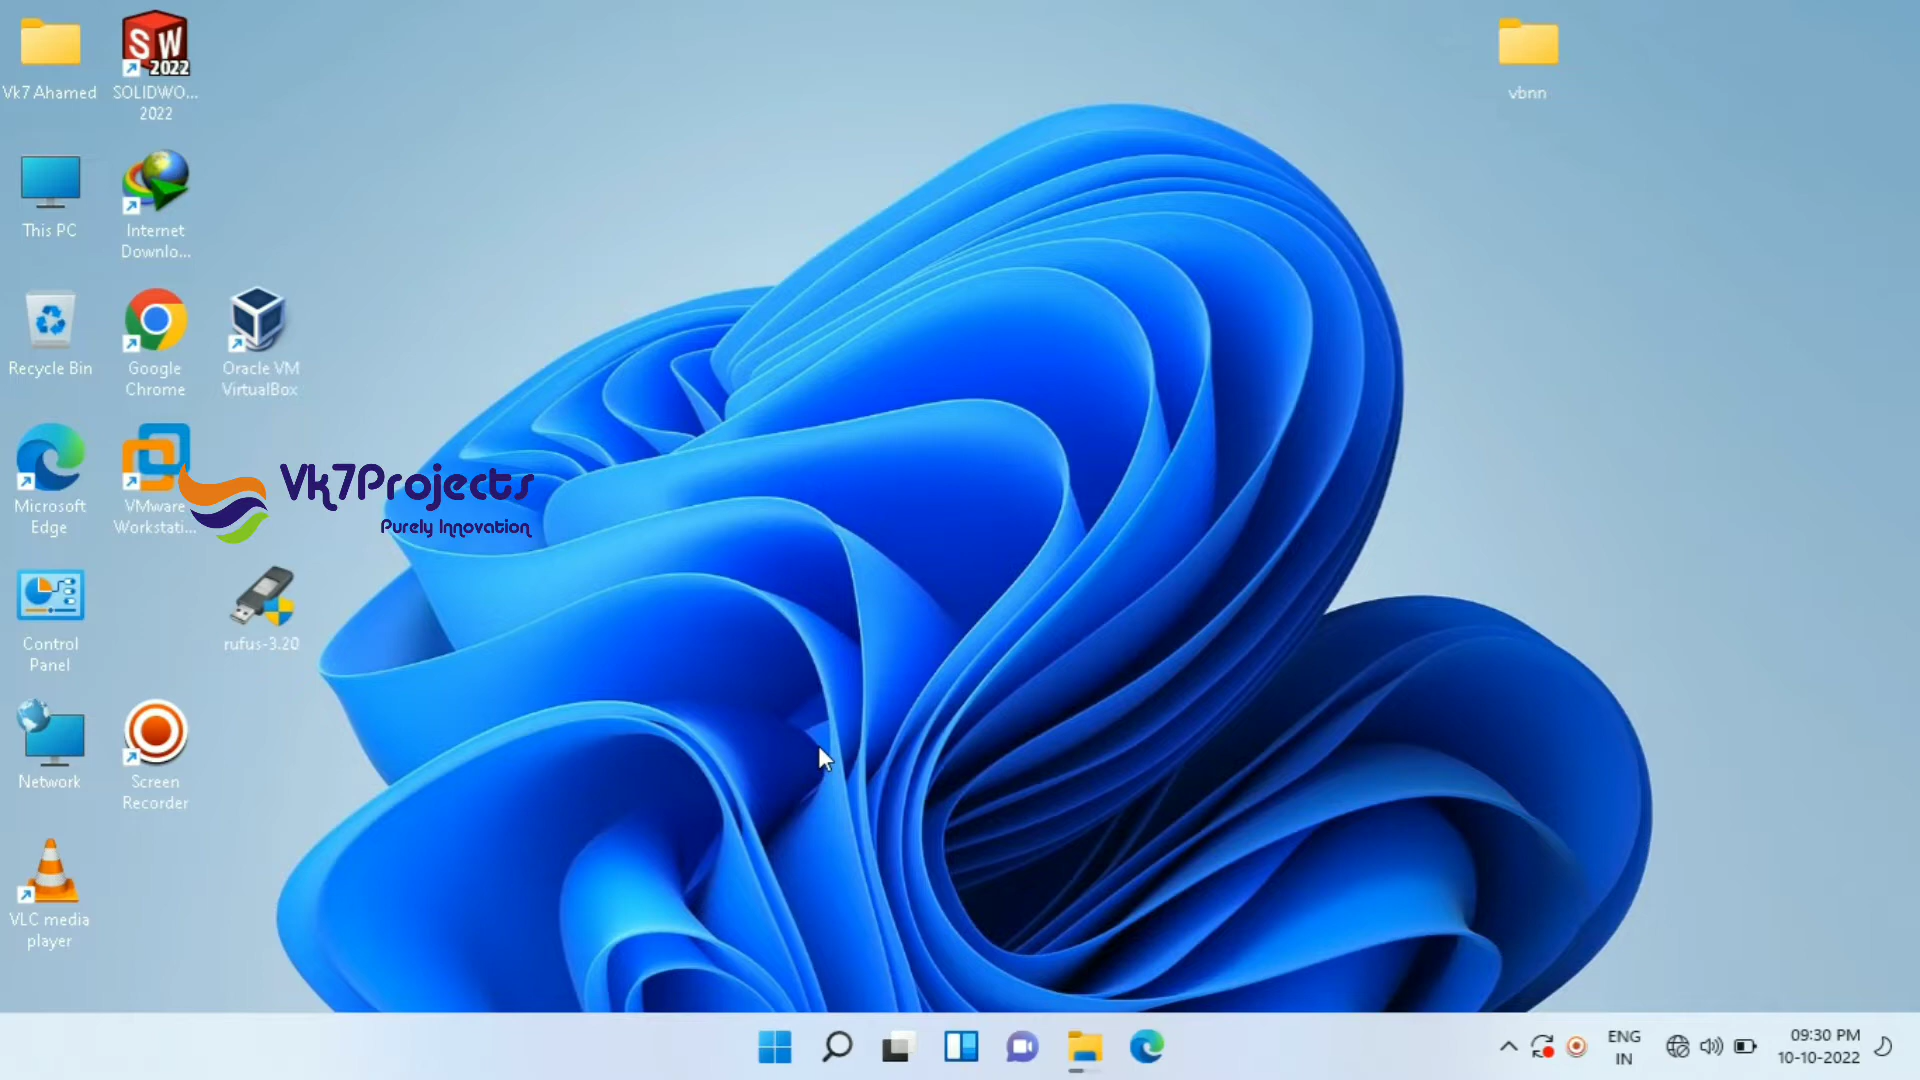 Vk7 Ahamed
SW
2022
SOLIDWO...
2022
vbnn
This PC
Internet
Downlo...
Recycle Bin
Google
Chrome
Oracle VM
VirtualBox
Microsoft
Edge
VMware
Workstati...
Vk7Projects
Purely Innovation
Control
Panel
rufus-3.20
Network
Screen
Recorder
VLC media
player
ENG
IN
09:30 PM
10-10-2022